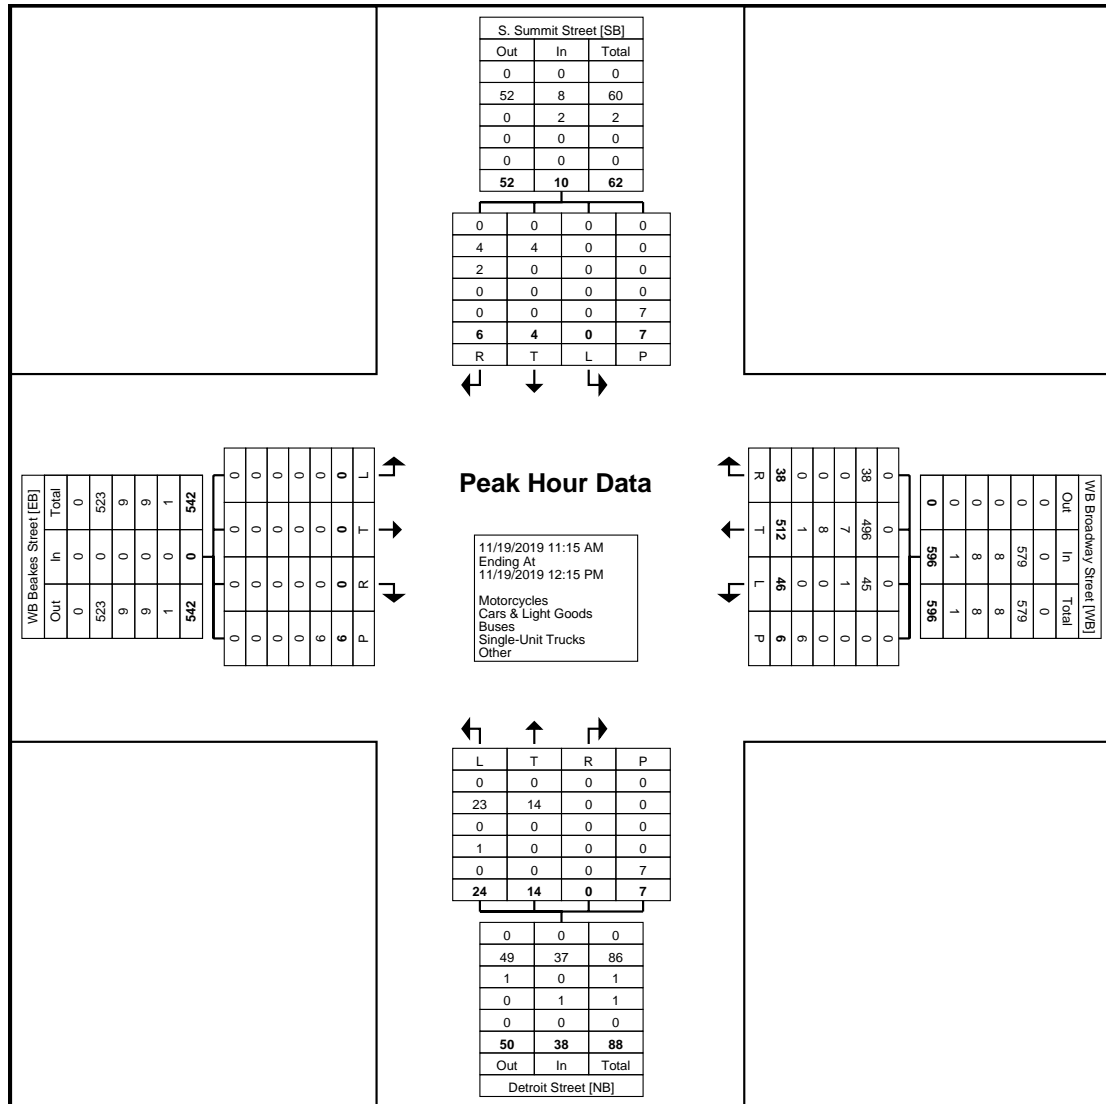 S. Summit Street [SB]
Out In Total
0 0 0
52 8 60
0 2 2
0 0 0
0 0 0
52 10 62
0 0 0 0
4 4 0 0
2 0 0 0
0 0 0 0
0 0 0 7
6 4 0 7
R T L P
WB Beakes Street [EB]
Out In Total
0 0 0
523 0 523
9 0 9
9 0 9
1 0 1
542 0 542
0 0 0 0
0 0 0 0
0 0 0 0
0 0 0 0
6 0 0 0
6 0 0 0
P R T L
Peak Hour Data
11/19/2019 11:15 AM
Ending At
11/19/2019 12:15 PM
Motorcycles
Cars & Light Goods
Buses
Single-Unit Trucks
Other
WB Broadway Street [WB]
Out In Total
0 0 0
0 579 579
0 8 8
0 8 8
0 1 1
0 596 596
0 0 0 0
38 496 45 0
0 7 1 0
0 8 0 0
0 1 0 6
38 512 46 6
R T L P
L T R P
0 0 0 0
23 14 0 0
0 0 0 0
1 0 0 0
0 0 0 7
24 14 0 7
0 0 0
49 37 86
1 0 1
0 1 1
0 0 0
50 38 88
Out In Total
Detroit Street [NB]